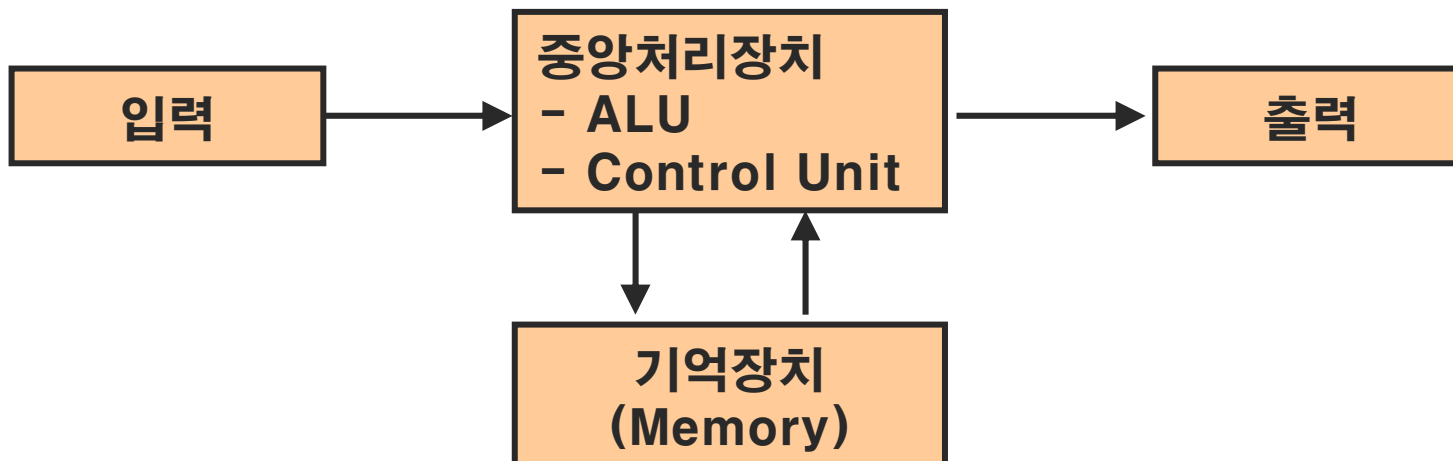 입력
중앙처리장치
- ALU
- Control Unit
출력
기억장치
(Memory)